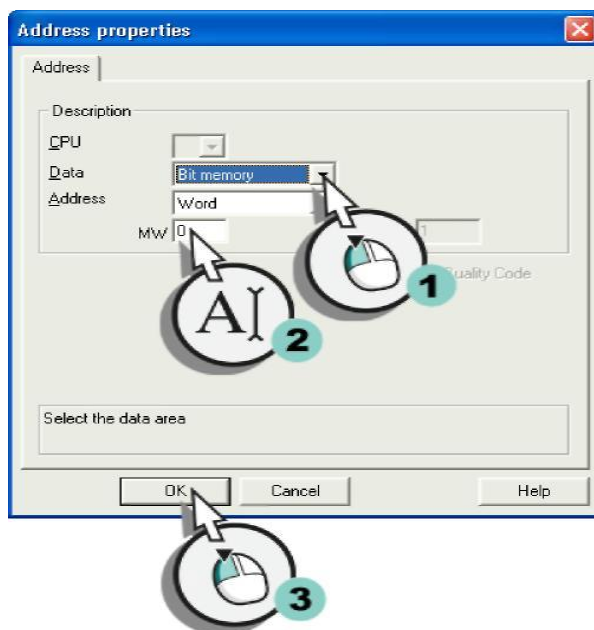 Address properties
Address
Description
CPU
Data
Bit memory
Address
Word
MW 0
1
1
Quality Code
AI
2
Select the data area
OK
Cancel
Help
3